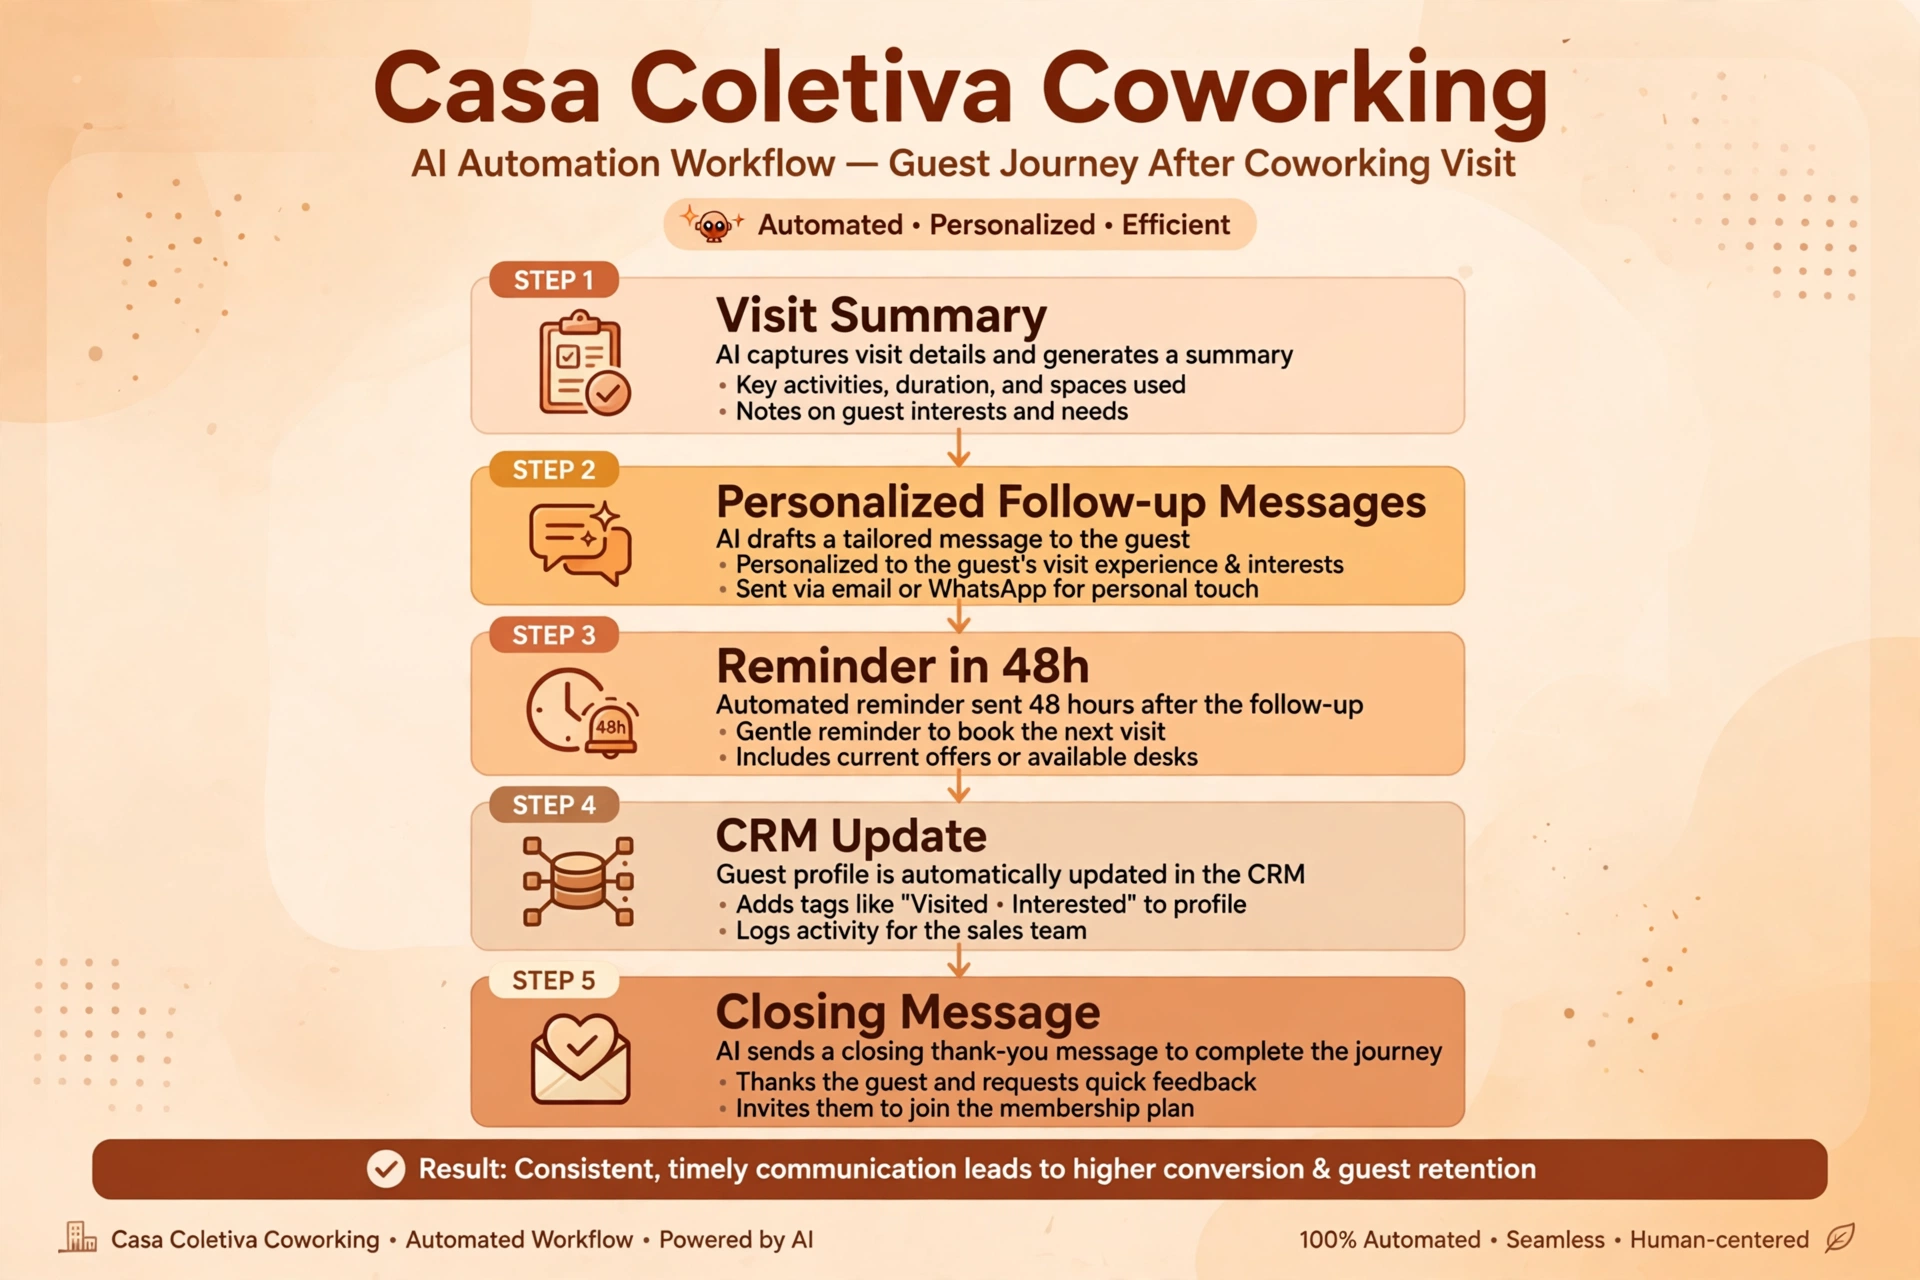 Casa Coletiva Coworking
AI Automation Workflow — Guest Journey After Coworking Visit
Automated • Personalized • Efficient
STEP 1
Visit Summary
AI captures visit details and generates a summary
• Key activities, duration, and spaces used
• Notes on guest interests and needs
STEP 2
Personalized Follow-up Messages
AI drafts a tailored message to the guest
• Personalized to the guest's visit experience & interests
• Sent via email or WhatsApp for personal touch
STEP 3
48h
Reminder in 48h
Automated reminder sent 48 hours after the follow-up
• Gentle reminder to book the next visit
• Includes current offers or available desks
STEP 4
CRM Update
Guest profile is automatically updated in the CRM
• Adds tags like "Visited • Interested" to profile
• Logs activity for the sales team
STEP 5
Closing Message
AI sends a closing thank-you message to complete the journey
• Thanks the guest and requests quick feedback
• Invites them to join the membership plan
Result: Consistent, timely communication leads to higher conversion & guest retention
Casa Coletiva Coworking • Automated Workflow • Powered by AI
100% Automated • Seamless • Human-centered